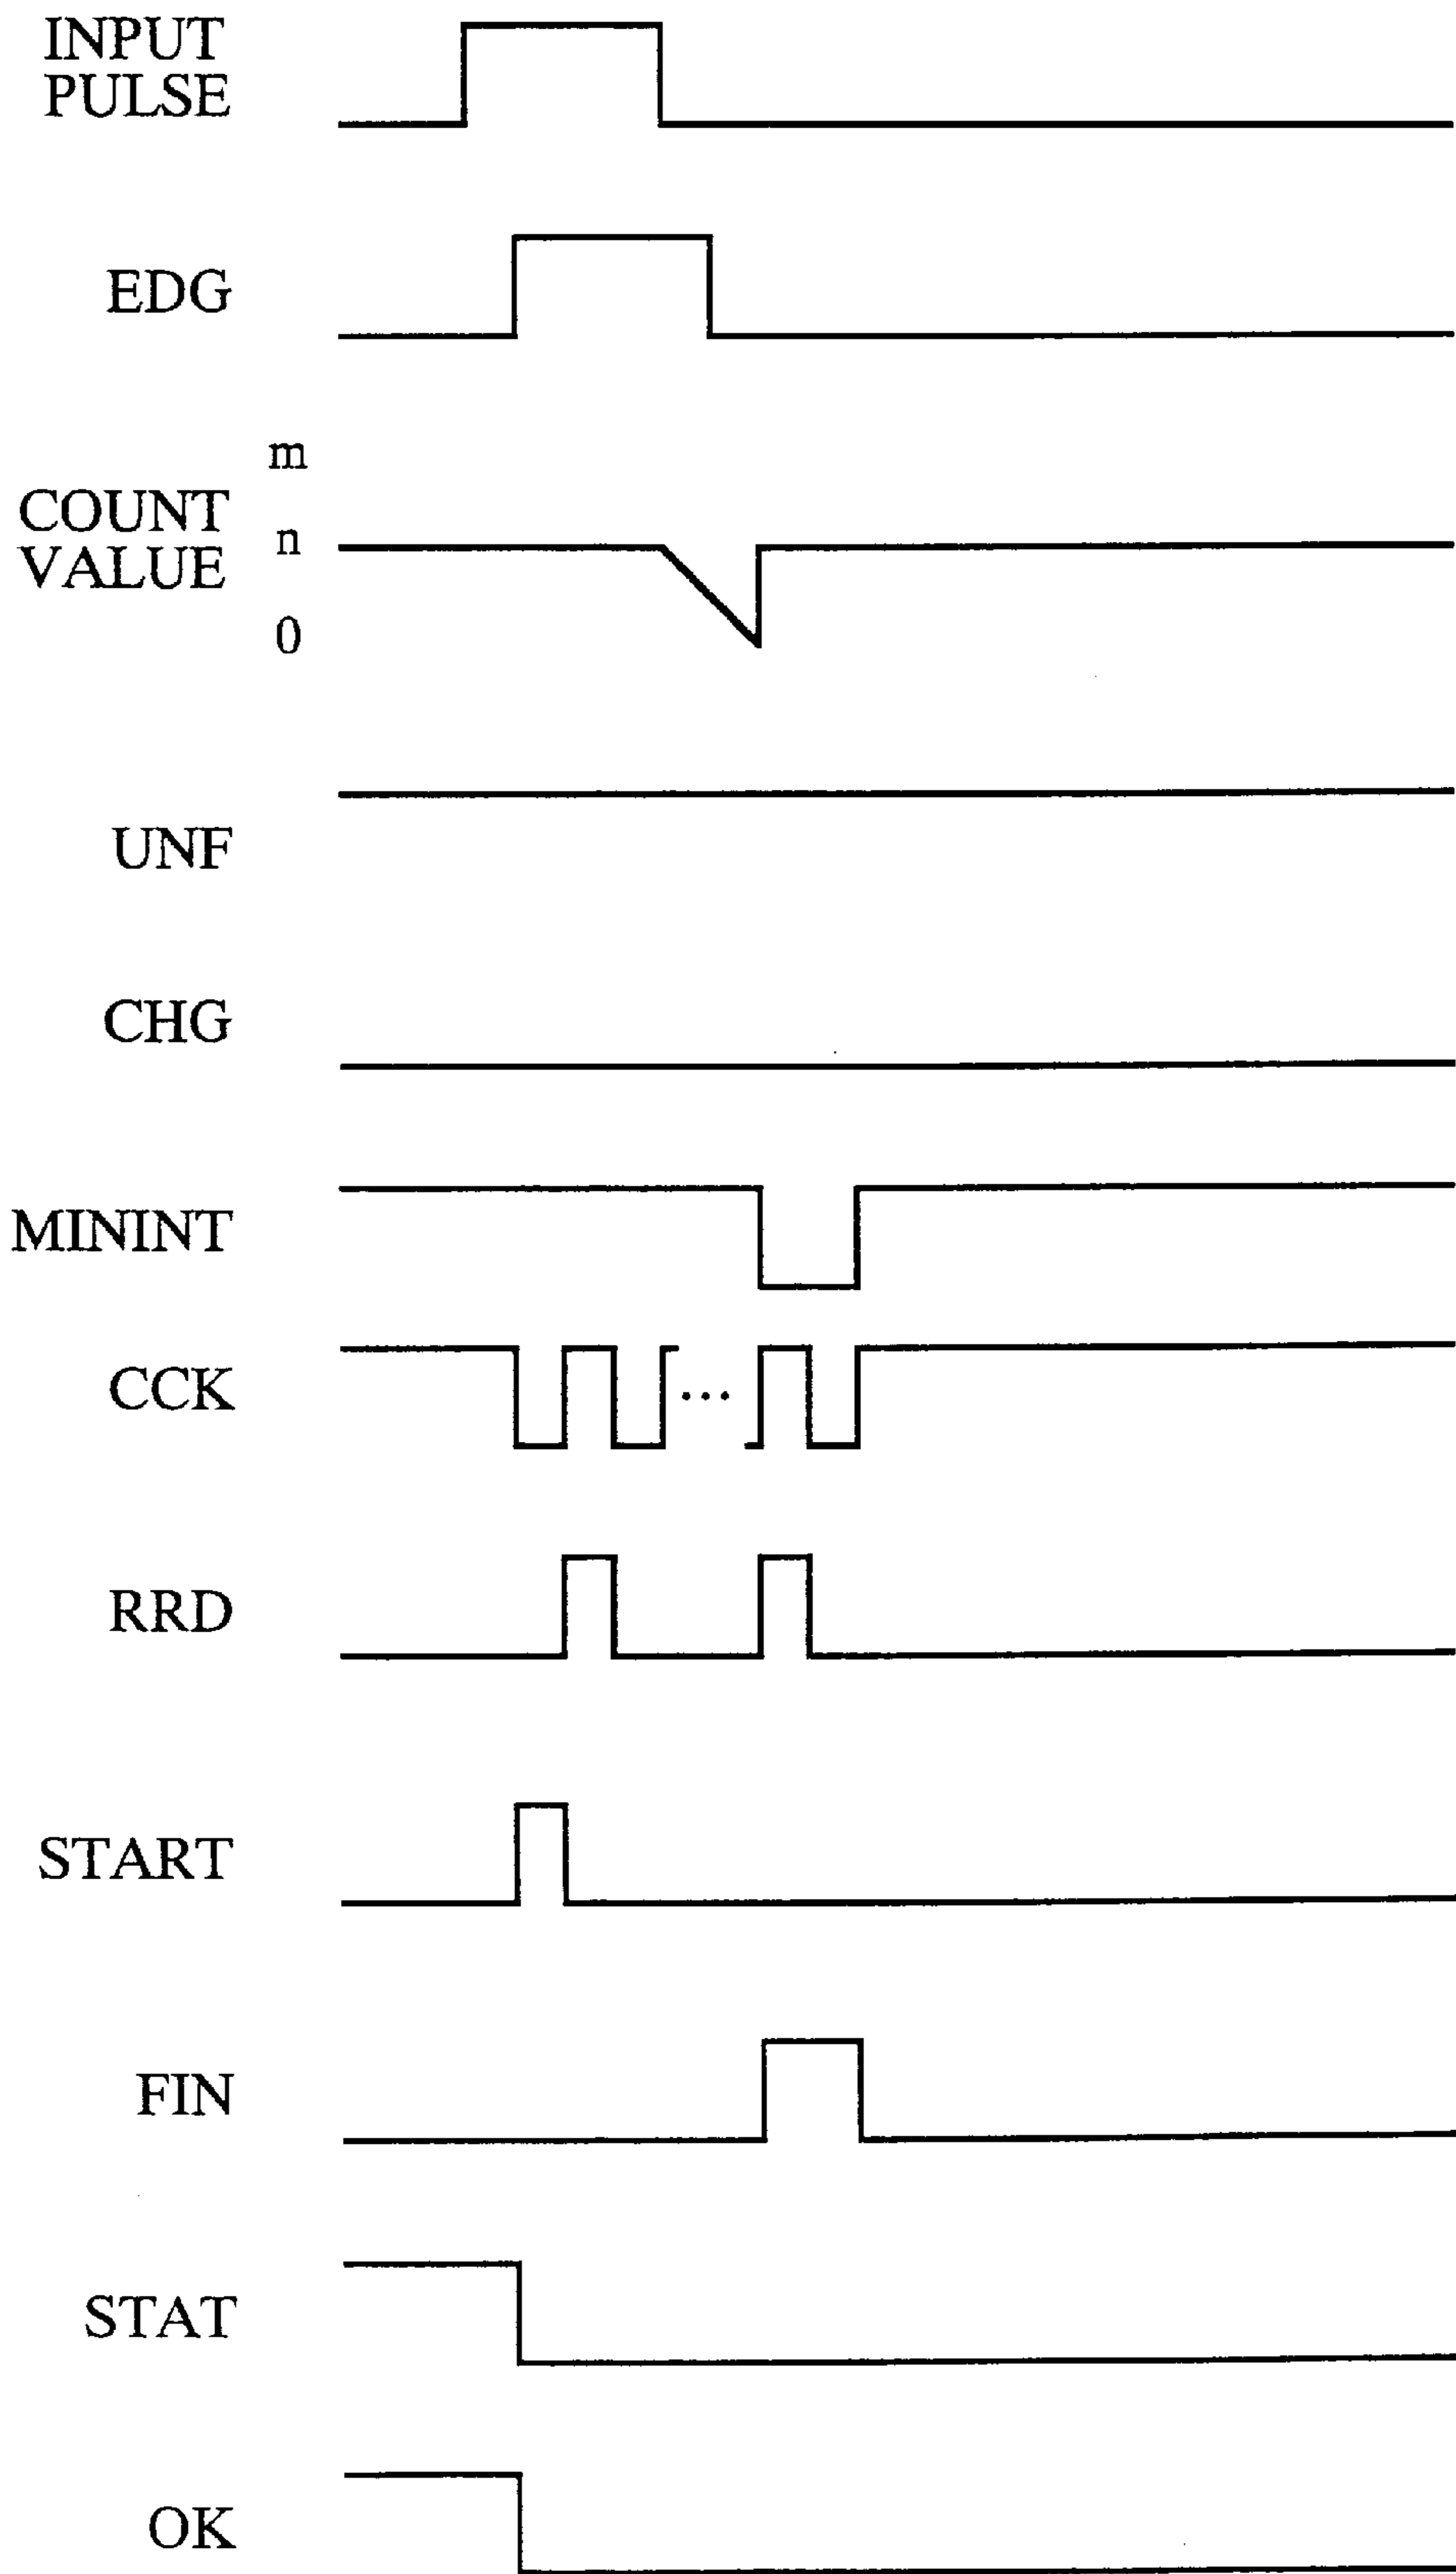 INPUT
PULSE
EDG
m
COUNT
n
VALUE
0
UNF
CHG
MININT
CCK
...
RRD
START
FIN
STAT
OK